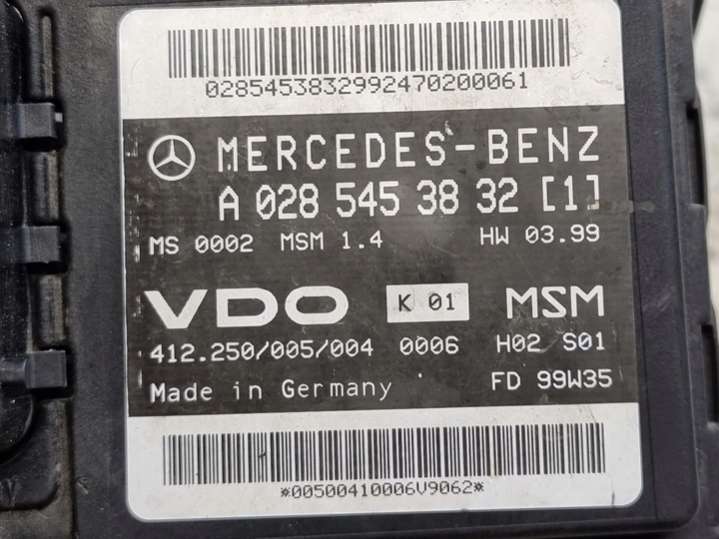 0285453832992470200061
MERCEDES-BENZ
A 028 545 38 32 [1]
MS 0002 MSM 1.4 HW 03.99
VDO K 01 MSM
412.250/005/004 0006 H02 S01
Made in Germany FD 99W35
*00500410006V9062*